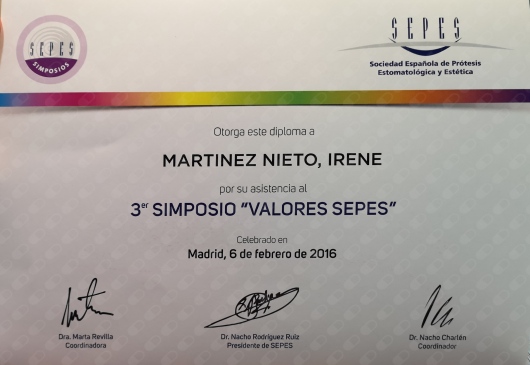 SEPES
SIMPOSIOS
SEPES
Sociedad Española de Prótesis
Estomatológica y Estética
Otorga este diploma a
MARTINEZ NIETO, IRENE
por su asistencia al
3er SIMPOSIO “VALORES SEPES”
Celebrado en
Madrid, 6 de febrero de 2016
Dra. Marta Revilla
Coordinadora
Dr. Nacho Rodríguez Ruiz
Presidente de SEPES
Dr. Nacho Charlén
Coordinador